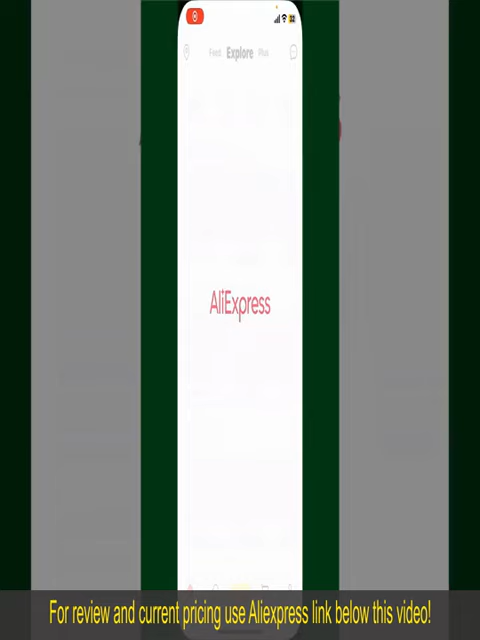 Feed Explore Plus
AliExpress
For review and current pricing use Aliexpress link below this video!